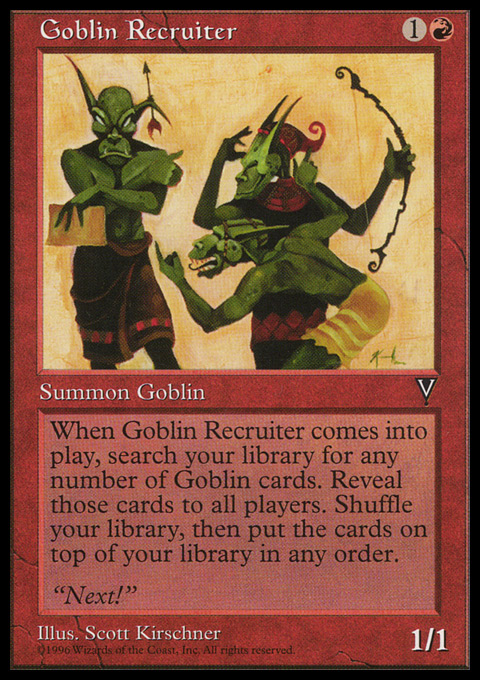 Goblin Recruiter 1
Summon Goblin V
When Goblin Recruiter comes into
play, search your library for any
number of Goblin cards. Reveal
those cards to all players. Shuffle
your library, then put the cards on
top of your library in any order.
“Next!”
Illus. Scott Kirschner
©1996 Wizards of the Coast, Inc. All rights reserved.
1/1